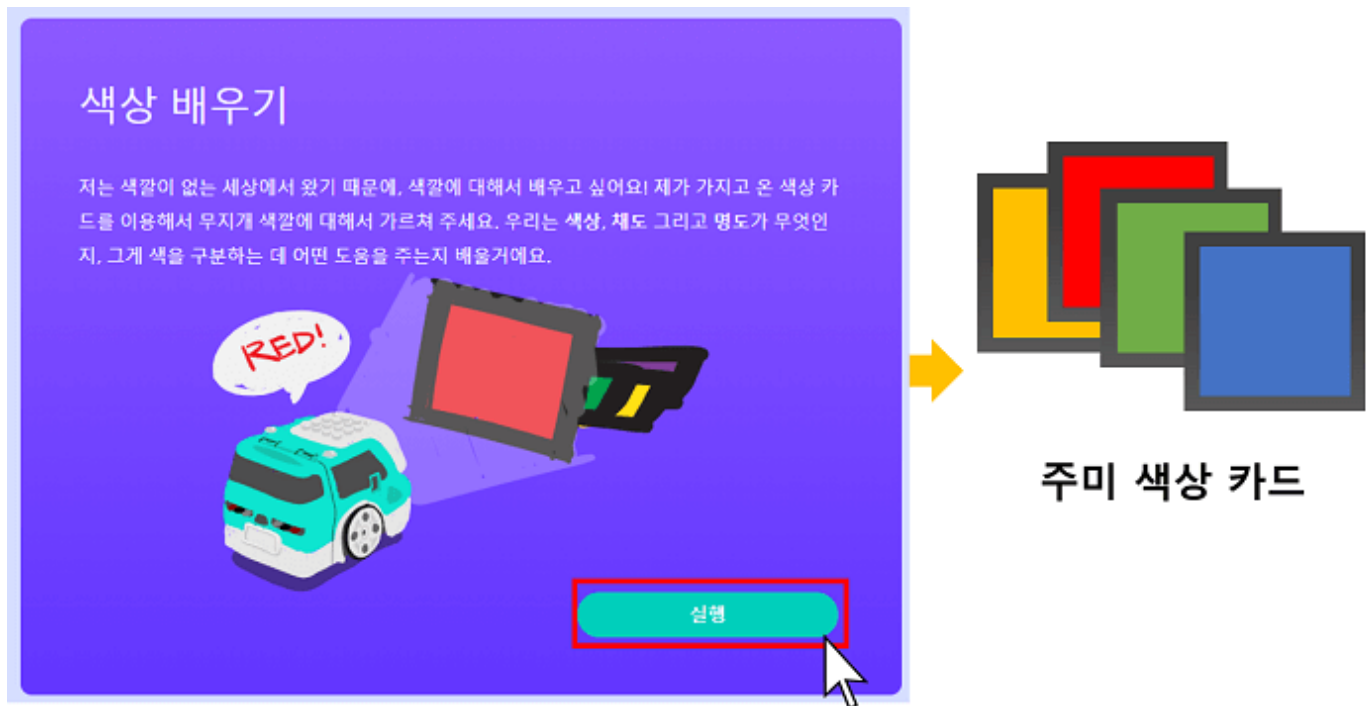 색상 배우기
저는 색깔이 없는 세상에서 왔기 때문에, 색깔에 대해서 배우고 싶어요! 제가 가지고 온 색상 카
드를 이용해서 무지개 색깔에 대해서 가르쳐 주세요. 우리는 색상, 채도 그리고 명도가 무엇인
지, 그게 색을 구분하는 데 어떤 도움을 주는지 배울거에요.
RED!
실행
주미 색상 카드